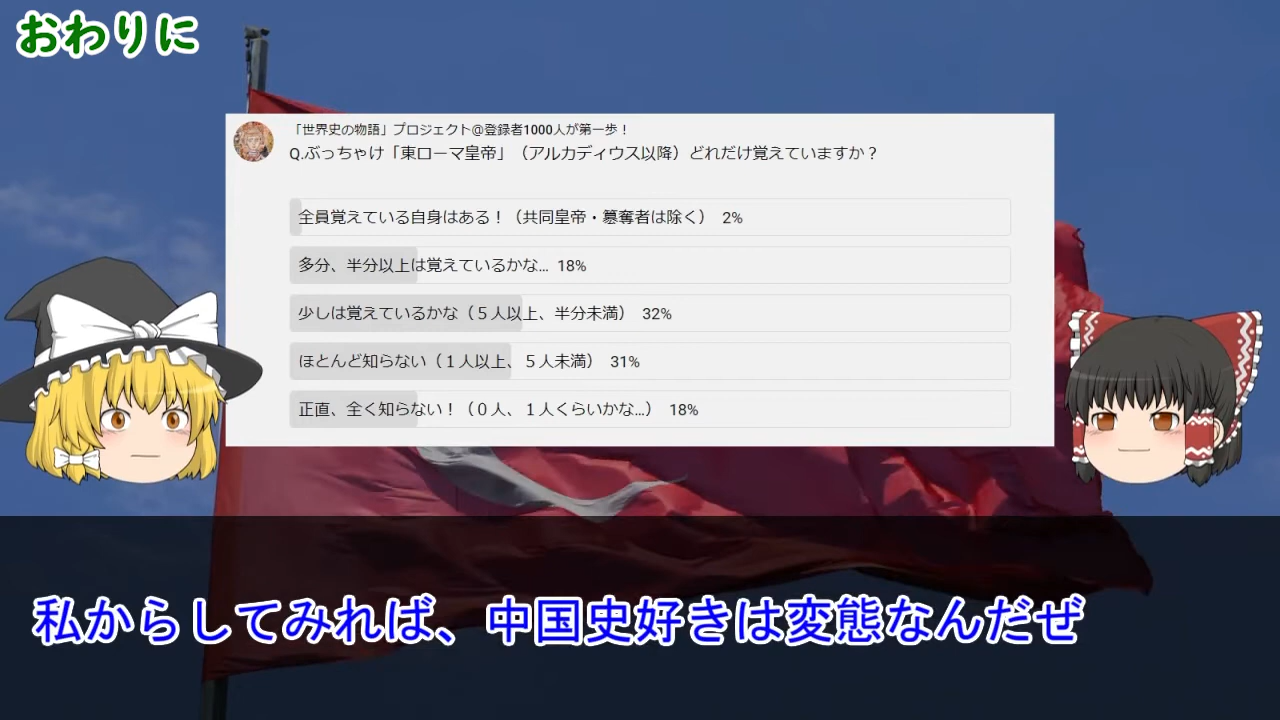 おわりに
「世界史の物語」プロジェクト@登録者1000人が第一歩！
Q.ぶっちゃけ「東ローマ皇帝」（アルカディウス以降）どれだけ覚えていますか？
全員覚えている自身はある！（共同皇帝・簒奪者は除く） 2%
多分、半分以上は覚えているかな... 18%
少しは覚えているかな（５人以上、半分未満） 32%
ほとんど知らない（１人以上、５人未満） 31%
正直、全く知らない！（０人、１人くらいかな...） 18%
私からしてみれば、中国史好きは変態なんだぜ